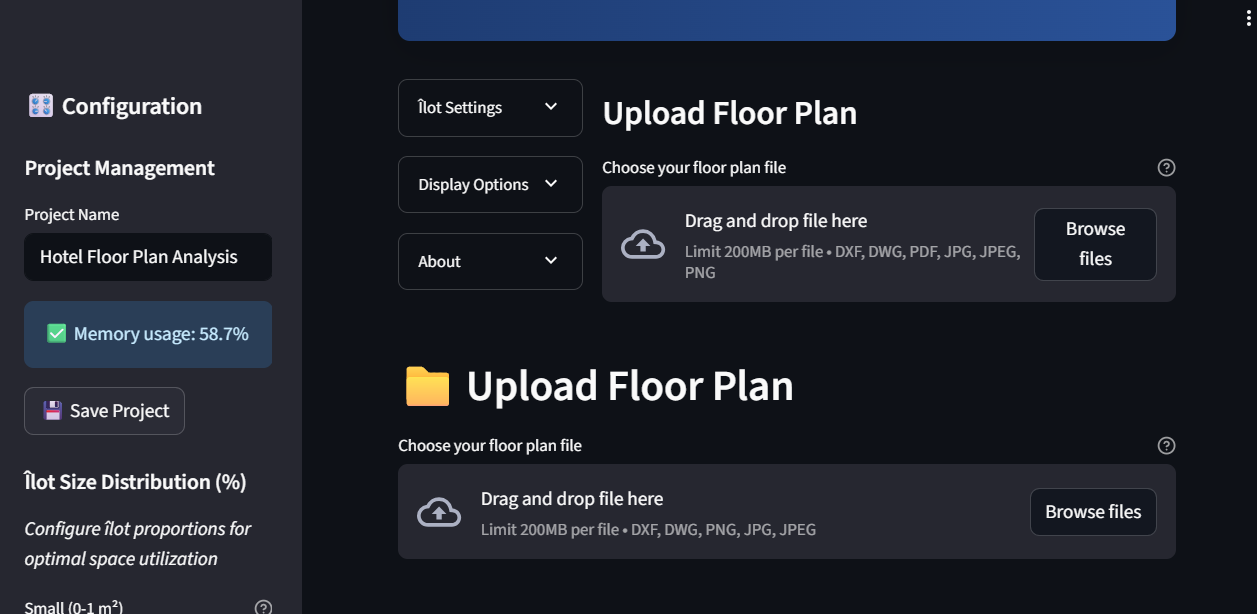 Configuration
Project Management
Project Name
Hotel Floor Plan Analysis
Memory usage: 58.7%
Save Project
Îlot Size Distribution (%)
Configure îlot proportions for
optimal space utilization
Small (0-1 m²)
Îlot Settings
Display Options
About
Upload Floor Plan
Choose your floor plan file
Drag and drop file here
Limit 200MB per file • DXF, DWG, PDF, JPG, JPEG,
PNG
Browse
files
Upload Floor Plan
Choose your floor plan file
Drag and drop file here
Limit 200MB per file • DXF, DWG, PNG, JPG, JPEG
Browse files